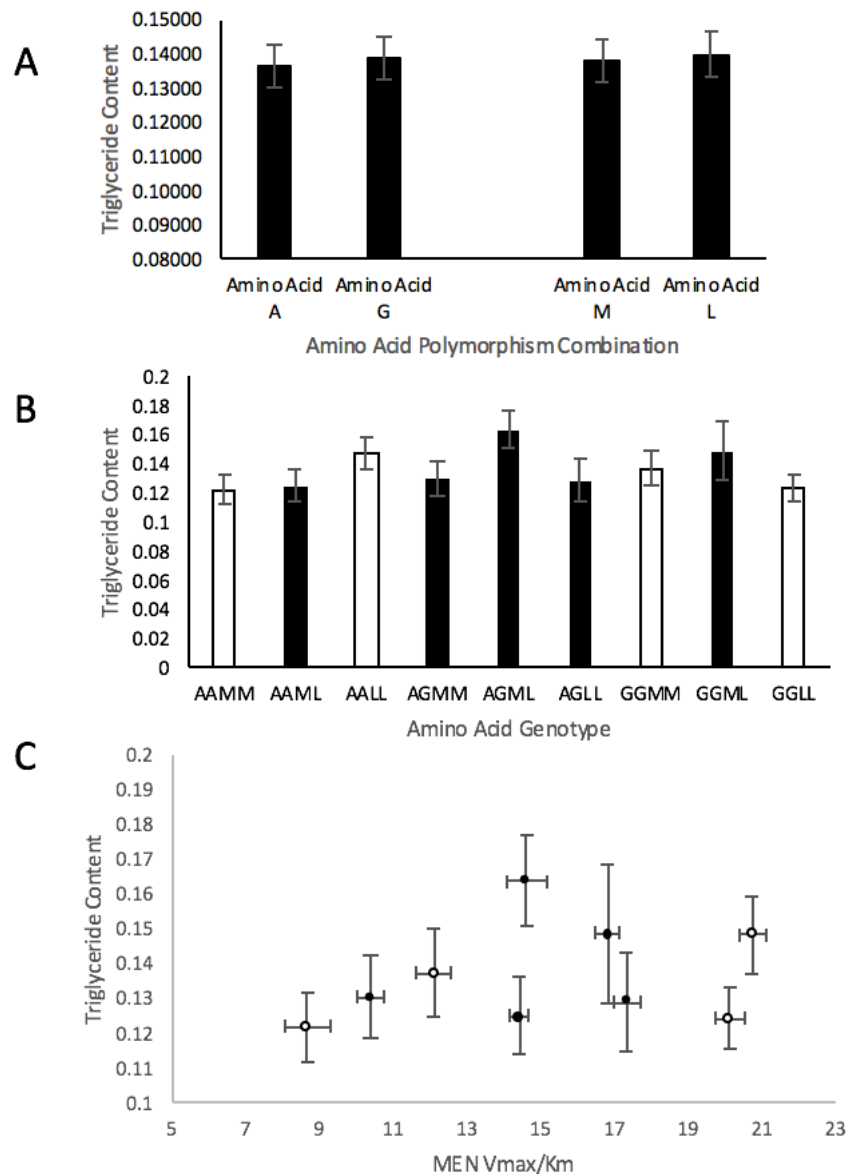 A
Triglyceride Content
0.15000
0.14000
0.13000
0.12000
0.11000
0.10000
0.09000
0.08000
Amino Acid Amino Acid Amino Acid Amino Acid
A G M L
Amino Acid Polymorphism Combination
B
Triglyceride Content
0.2
0.18
0.16
0.14
0.12
0.1
0.08
0.06
0.04
0.02
0
AAMM AAML AALL AGMM AGML AGLL GGMM GGML GGLL
Amino Acid Genotype
C
Triglyceride Content
0.2
0.19
0.18
0.17
0.16
0.15
0.14
0.13
0.12
0.11
0.1
5 7 9 11 13 15 17 19 21 23
MEN Vmax/Km